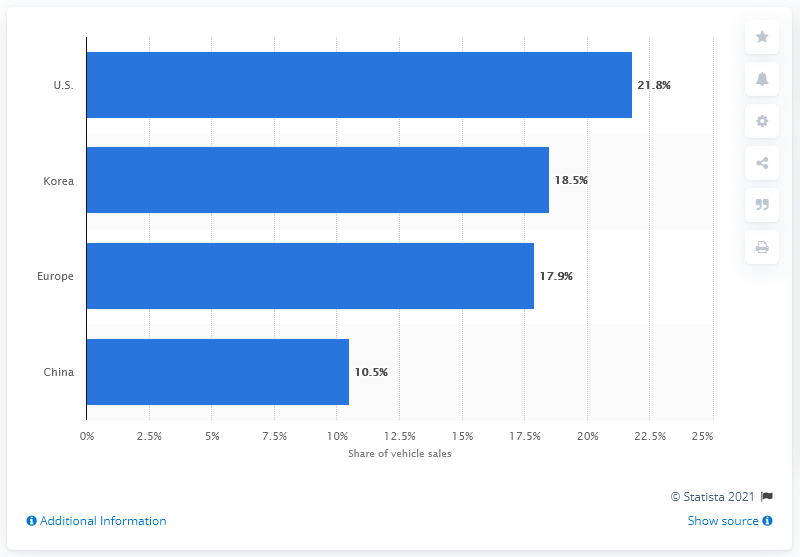 U.S.
21.8%
Korea
18.5%
Europe
17.9%
China
10.5%
0% 2.5% 5% 7.5% 10% 12.5% 15% 17.5% 20% 22.5% 25%
Share of vehicle sales
© Statista 2021
Additional Information
Show source